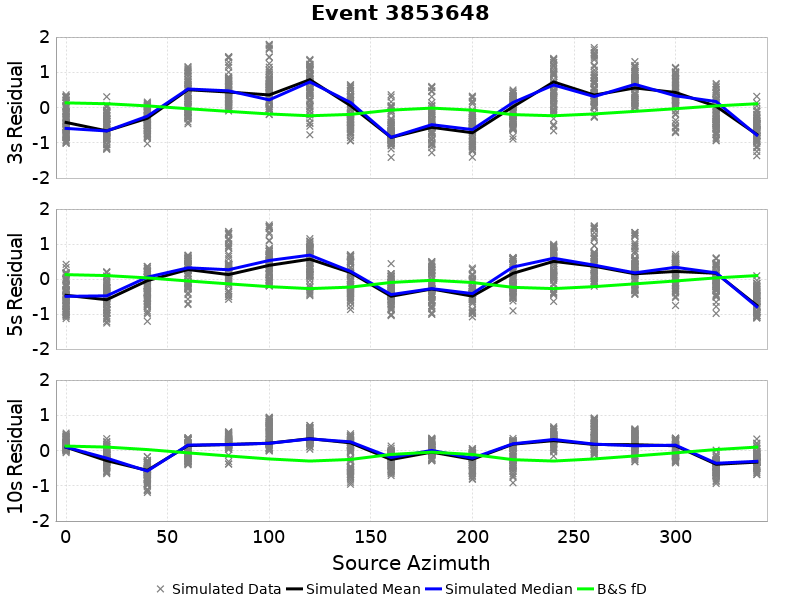 Event 3853648
2
1
0
-1
-2
3s Residual
2
1
0
-1
-2
5s Residual
2
1
0
-1
-2
10s Residual
0 50 100 150 200 250 300
Source Azimuth
Simulated Data Simulated Mean Simulated Median B&S fD